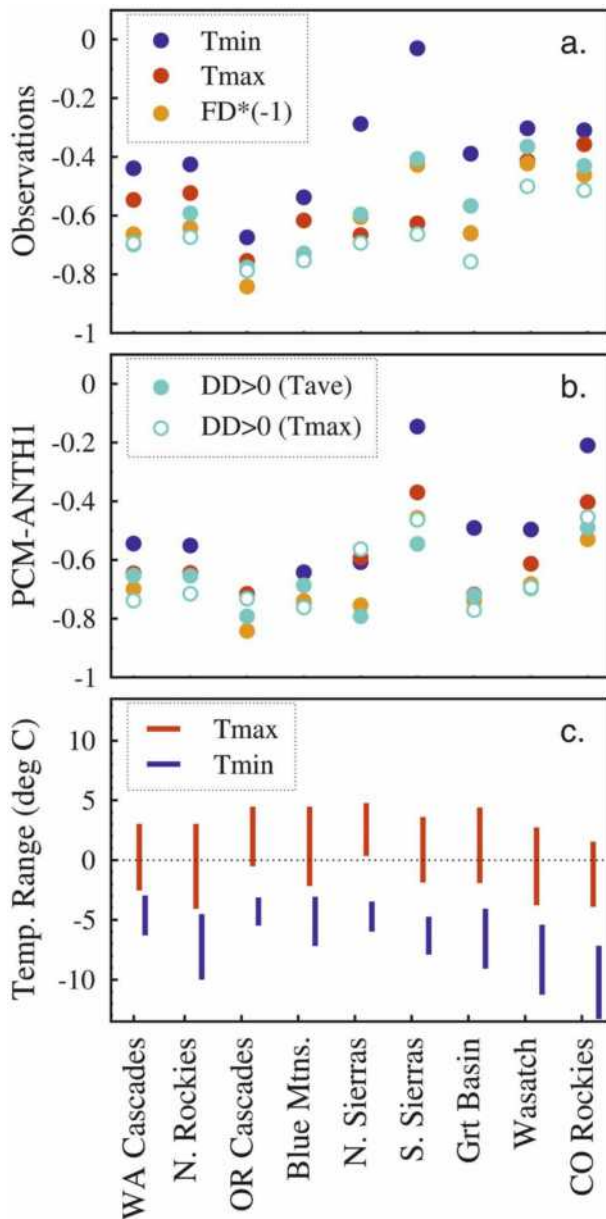 a.
Tmin
Tmax
FD*(-1)
Observations
0
-0.2
-0.4
-0.6
-0.8
-1
b.
DD>0 (Tave)
DD>0 (Tmax)
PCM-ANTH1
0
-0.2
-0.4
-0.6
-0.8
-1
c.
Tmax
Tmin
Temp. Range (deg C)
10
5
0
-5
-10
WA Cascades
N. Rockies
OR Cascades
Blue Mtns.
N. Sierras
S. Sierras
Grt Basin
Wasatch
CO Rockies